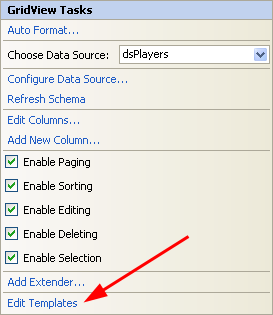 GridView Tasks
Auto Format...
Choose Data Source: dsPlayers
Configure Data Source...
Refresh Schema
Edit Columns...
Add New Column...
Enable Paging
Enable Sorting
Enable Editing
Enable Deleting
Enable Selection
Add Extender...
Edit Templates